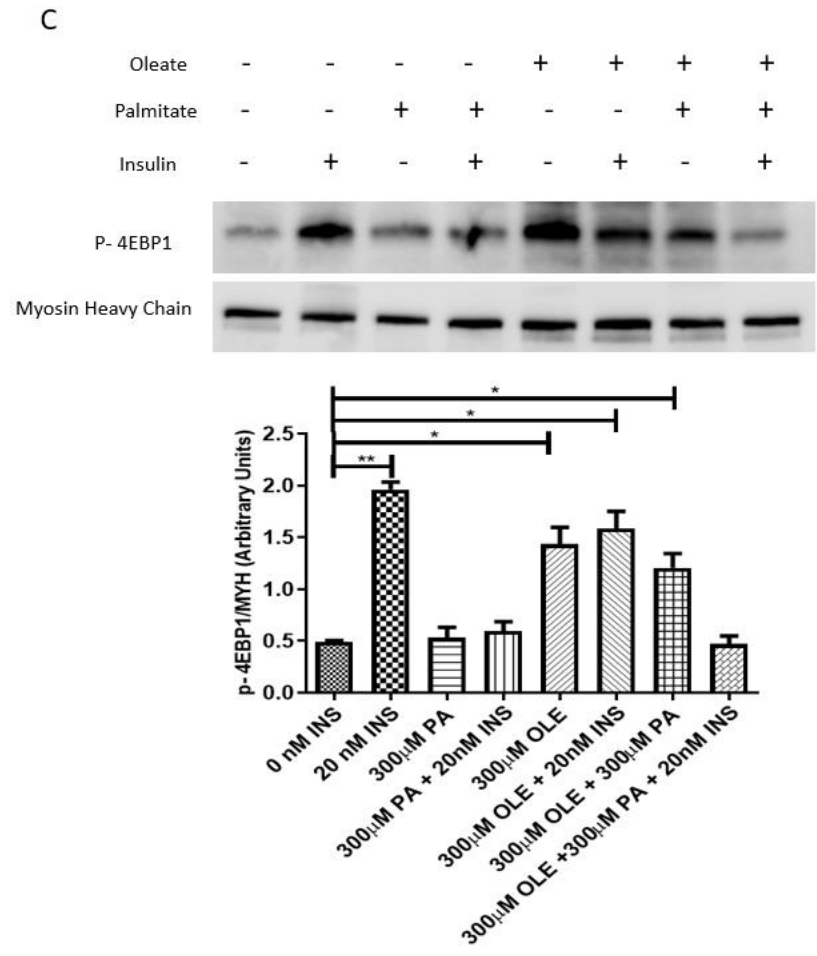 C
Oleate - - - - + + + +
Palmitate - - + + - - + +
Insulin - + - + - + - +
P- 4EBP1
Myosin Heavy Chain
*
*
*
**
p- 4EBP1/MYH (Arbitrary Units)
2.5
2.0
1.5
1.0
0.5
0.0
0 nM INS
20 nM INS
300µM PA
300µM PA + 20nM INS
300µM OLE
300µM OLE + 20nM INS
300µM OLE + 300µM PA
300µM OLE +300µM PA + 20nM INS